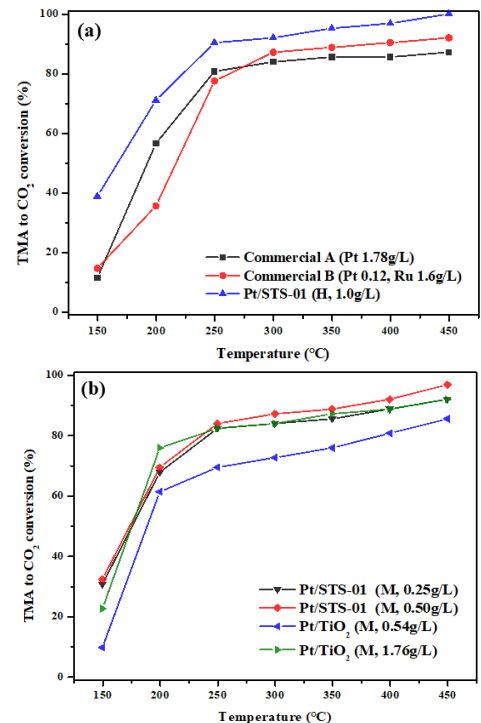 (a)
TMA to CO₂ conversion (%)
100
80
60
40
20
0
Commercial A (Pt 1.78g/L)
Commercial B (Pt 0.12, Ru 1.6g/L)
Pt/STS-01 (H, 1.0g/L)
150 200 250 300 350 400 450
Temperature (°C)
(b)
TMA to CO₂ conversion (%)
100
80
60
40
20
0
Pt/STS-01 (M, 0.25g/L)
Pt/STS-01 (M, 0.50g/L)
Pt/TiO₂ (M, 0.54g/L)
Pt/TiO₂ (M, 1.76g/L)
150 200 250 300 350 400 450
Temperature (°C)